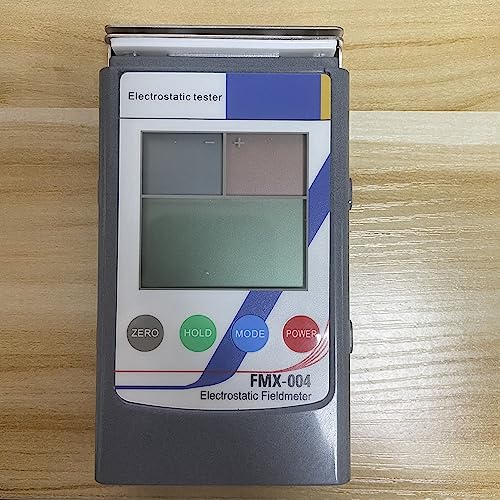 Electrostatic tester
− +
ZERO HOLD MODE POWER
FMX-004
Electrostatic Fieldmeter